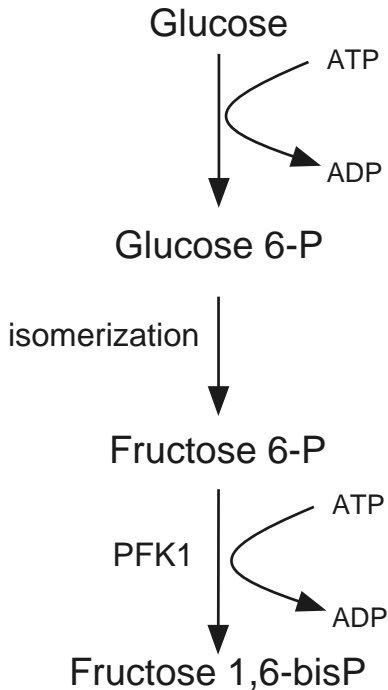 Glucose
ATP
ADP
Glucose 6-P
isomerization
Fructose 6-P
ATP
PFK1
ADP
Fructose 1,6-bisP